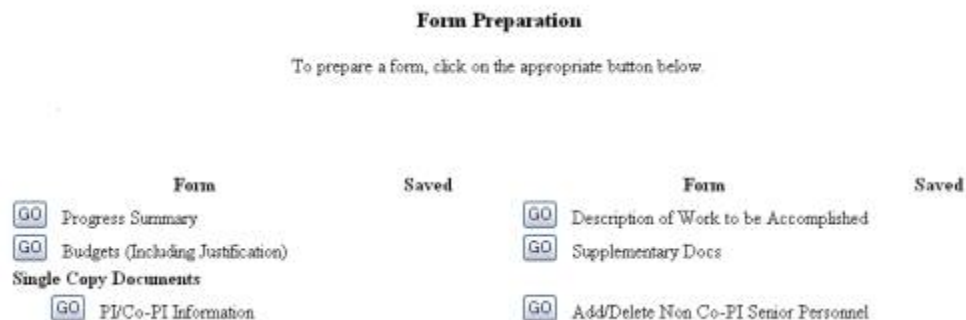 Form Preparation
To prepare a form, click on the appropriate button below.
Form Saved Form Saved
GO Progress Summary GO Description of Work to be Accomplished
GO Budgets (Including Justification) GO Supplementary Docs
Single Copy Documents
GO PI/Co-PI Information GO Add/Delete Non Co-PI Senior Personnel